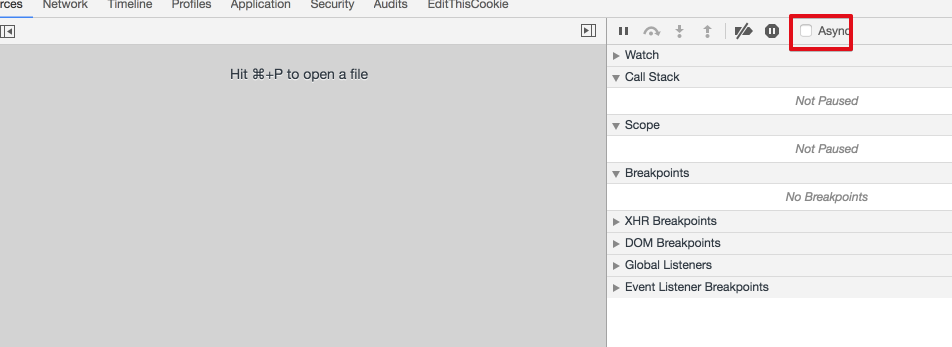 rces Network Timeline Profiles Application Security Audits EditThisCookie
Async
Hit ⌘+P to open a file
Watch
Call Stack
Not Paused
Scope
Not Paused
Breakpoints
No Breakpoints
XHR Breakpoints
DOM Breakpoints
Global Listeners
Event Listener Breakpoints